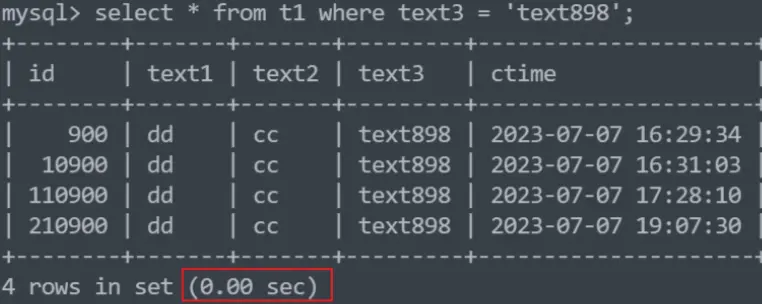 mysql> select * from t1 where text3 = 'text898';
+--------+-------+-------+---------+---------------------+
| id     | text1 | text2 | text3   | ctime               |
+--------+-------+-------+---------+---------------------+
|    900 | dd    | cc    | text898 | 2023-07-07 16:29:34 |
|  10900 | dd    | cc    | text898 | 2023-07-07 16:31:03 |
| 110900 | dd    | cc    | text898 | 2023-07-07 17:28:10 |
| 210900 | dd    | cc    | text898 | 2023-07-07 19:07:30 |
+--------+-------+-------+---------+---------------------+
4 rows in set (0.00 sec)